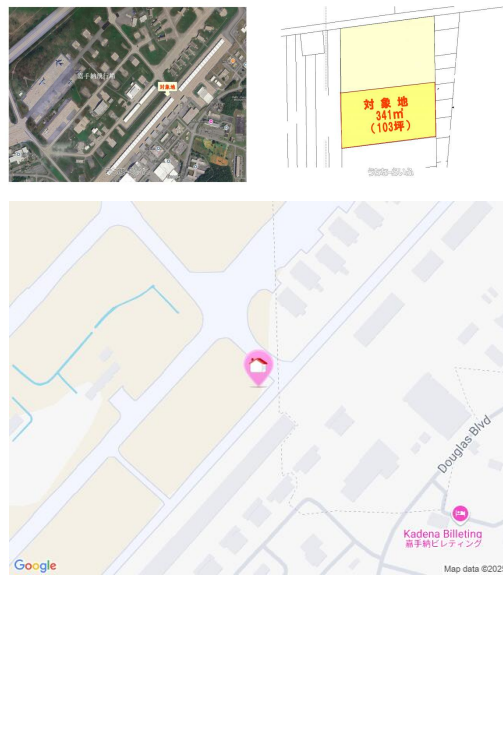 嘉手納飛行場
対象地
対 象 地
341㎡
(103坪)
Douglas Blvd
Kadena Billeting
嘉手納ビレティング
Google
Map data ©2025